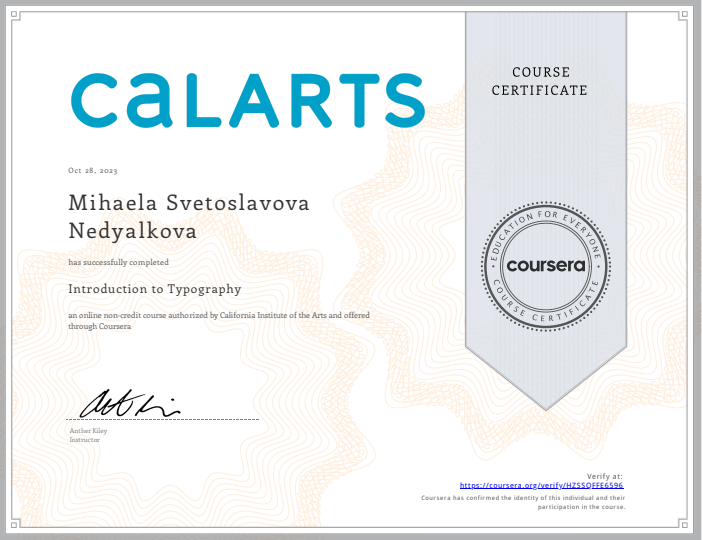 CALARTS
COURSE
CERTIFICATE
Oct 28, 2023
Mihaela Svetoslavova
Nedyalkova
has successfully completed
Introduction to Typography
an online non-credit course authorized by California Institute of the Arts and offered
through Coursera
EDUCATION FOR EVERYONE
coursera
COURSE CERTIFICATE
Anther Kiley
Instructor
Verify at:
https://coursera.org/verify/HZSSQFFE6596
Coursera has confirmed the identity of this individual and their
participation in the course.